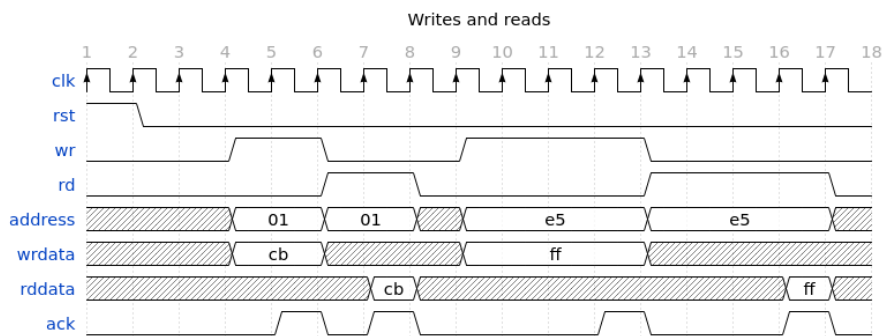 Writes and reads
1 2 3 4 5 6 7 8 9 10 11 12 13 14 15 16 17 18
clk
rst
wr
rd
address 01 01 e5 e5
wrdata cb ff
rddata cb ff
ack